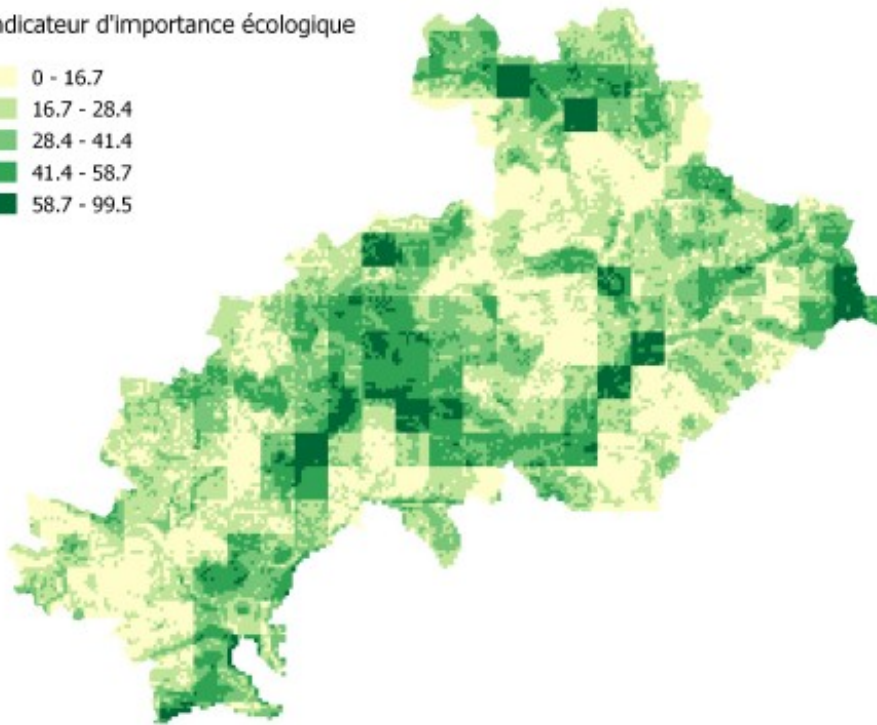 ndicateur d'importance écologique
0 - 16.7
16.7 - 28.4
28.4 - 41.4
41.4 - 58.7
58.7 - 99.5